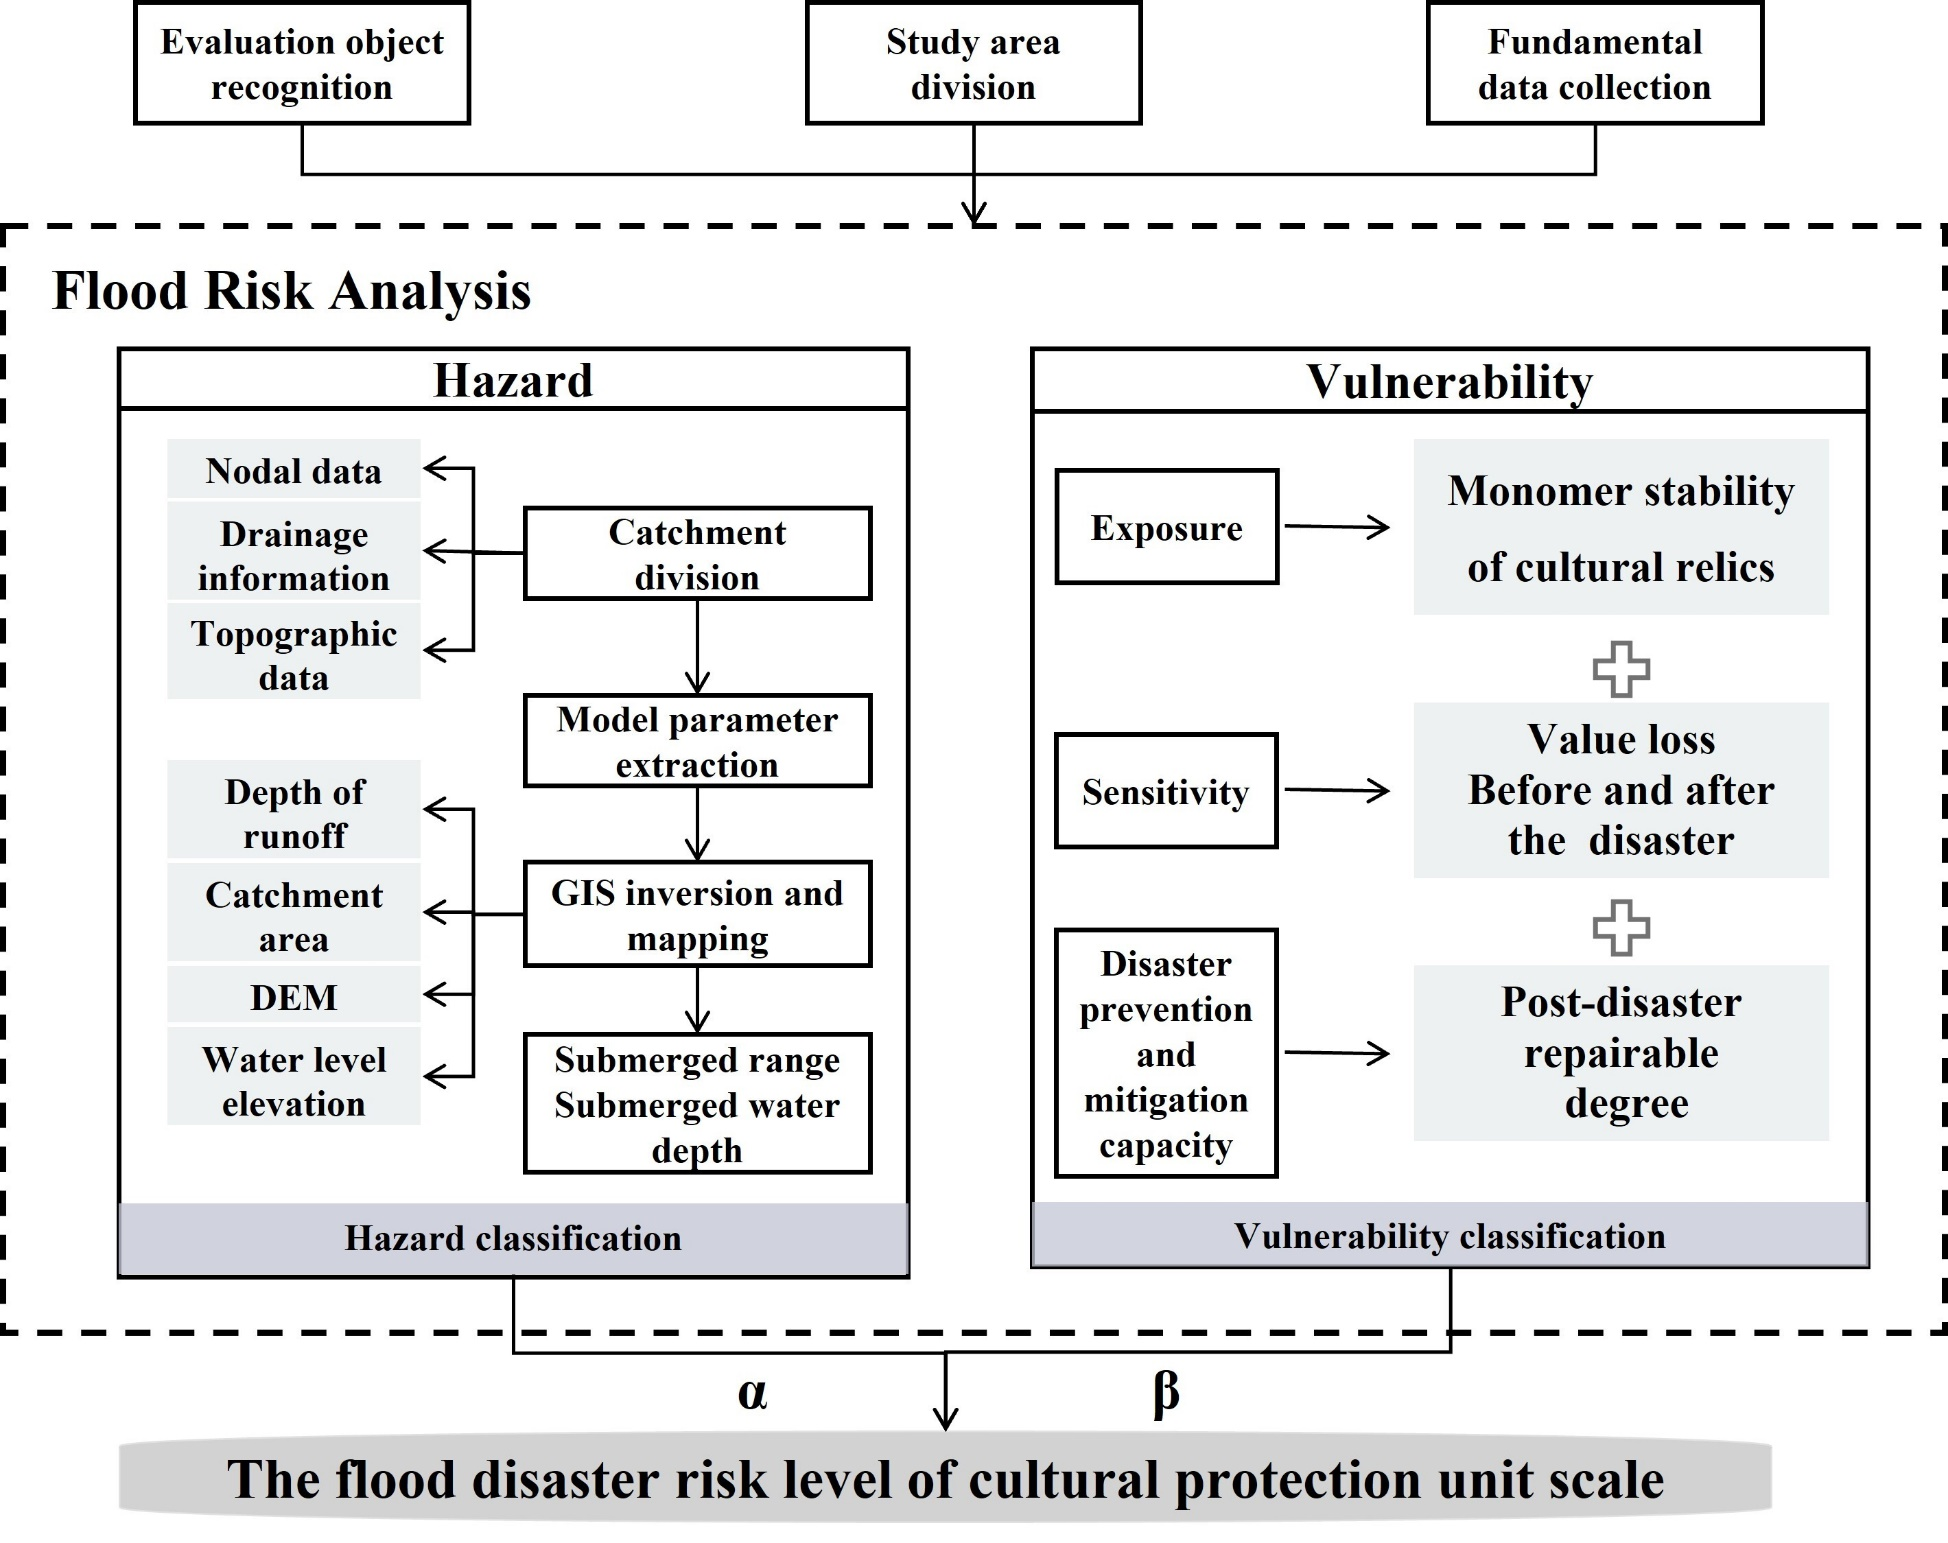 Evaluation object
recognition
Study area
division
Fundamental
data collection
Flood Risk Analysis
Hazard
Nodal data
Drainage
information
Topographic
data
Catchment
division
Model parameter
extraction
Depth of
runoff
Catchment
area
DEM
Water level
elevation
GIS inversion and
mapping
Submerged range
Submerged water
depth
Hazard classification
Vulnerability
Exposure
Monomer stability
of cultural relics
Sensitivity
Value loss
Before and after
the disaster
Disaster
prevention
and
mitigation
capacity
Post-disaster
repairable
degree
Vulnerability classification
α
β
The flood disaster risk level of cultural protection unit scale